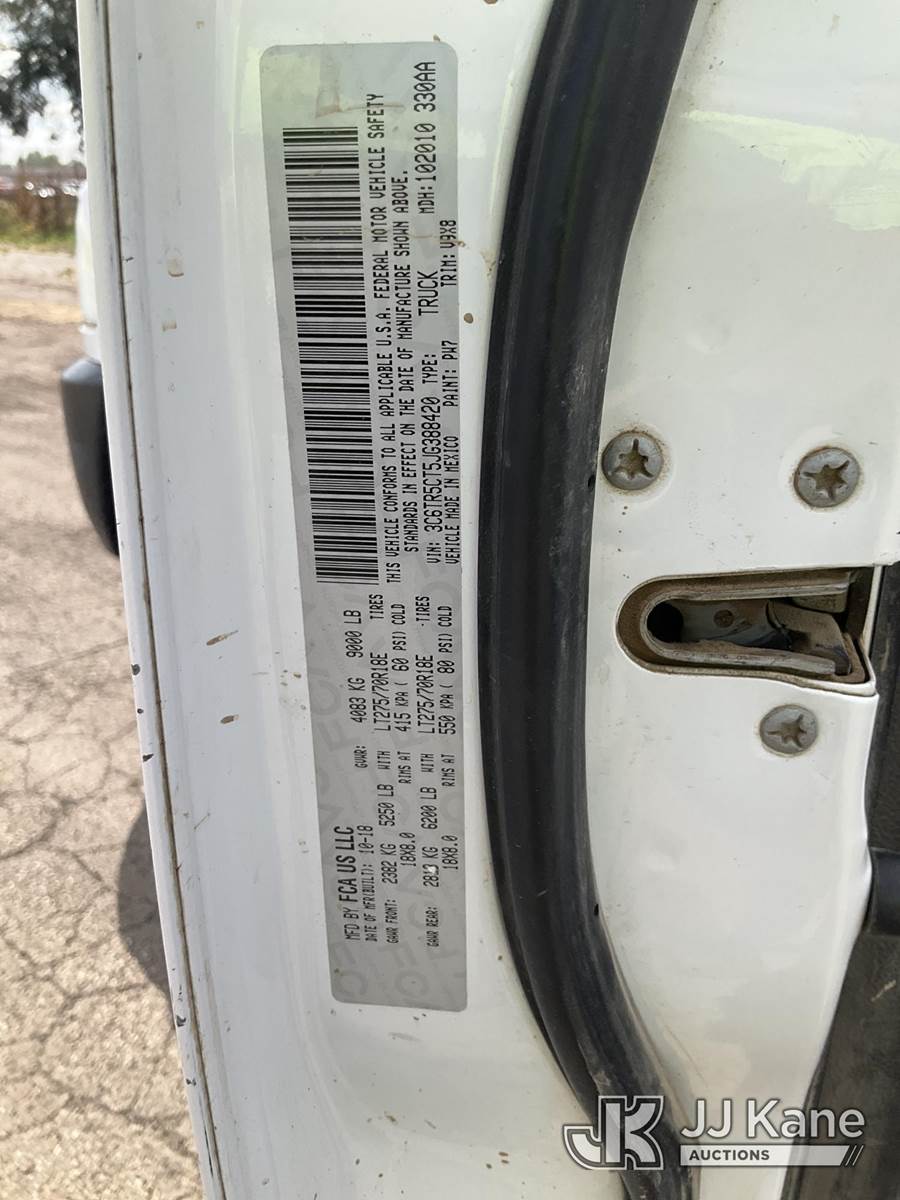 MFD BY FCA US LLC
DATE OF MFR(BUILT): 10-18 GVWR: 4083 KG 9000 LB
GAWR FRONT: 2382 KG 5250 LB WITH LT275/70R18E TIRES
18X8.0 RIMS AT 415 KPA ( 60 PSI) COLD
GAWR REAR: KG 6200 LB WITH LT275/70R18E TIRES
18X8.0 RIMS AT 550 KPA ( 80 PSI) COLD
THIS VEHICLE CONFORMS TO ALL APPLICABLE U.S.A. FEDERAL MOTOR VEHICLE SAFETY
STANDARDS IN EFFECT ON THE DATE OF MANUFACTURE SHOWN ABOVE.
VIN: 3C6TR5CT5JG388420 TYPE: TRUCK MDH:102010 330AA
VEHICLE MADE IN MEXICO PAINT: PW7 TRIM: V9X8
JK JJ Kane
AUCTIONS